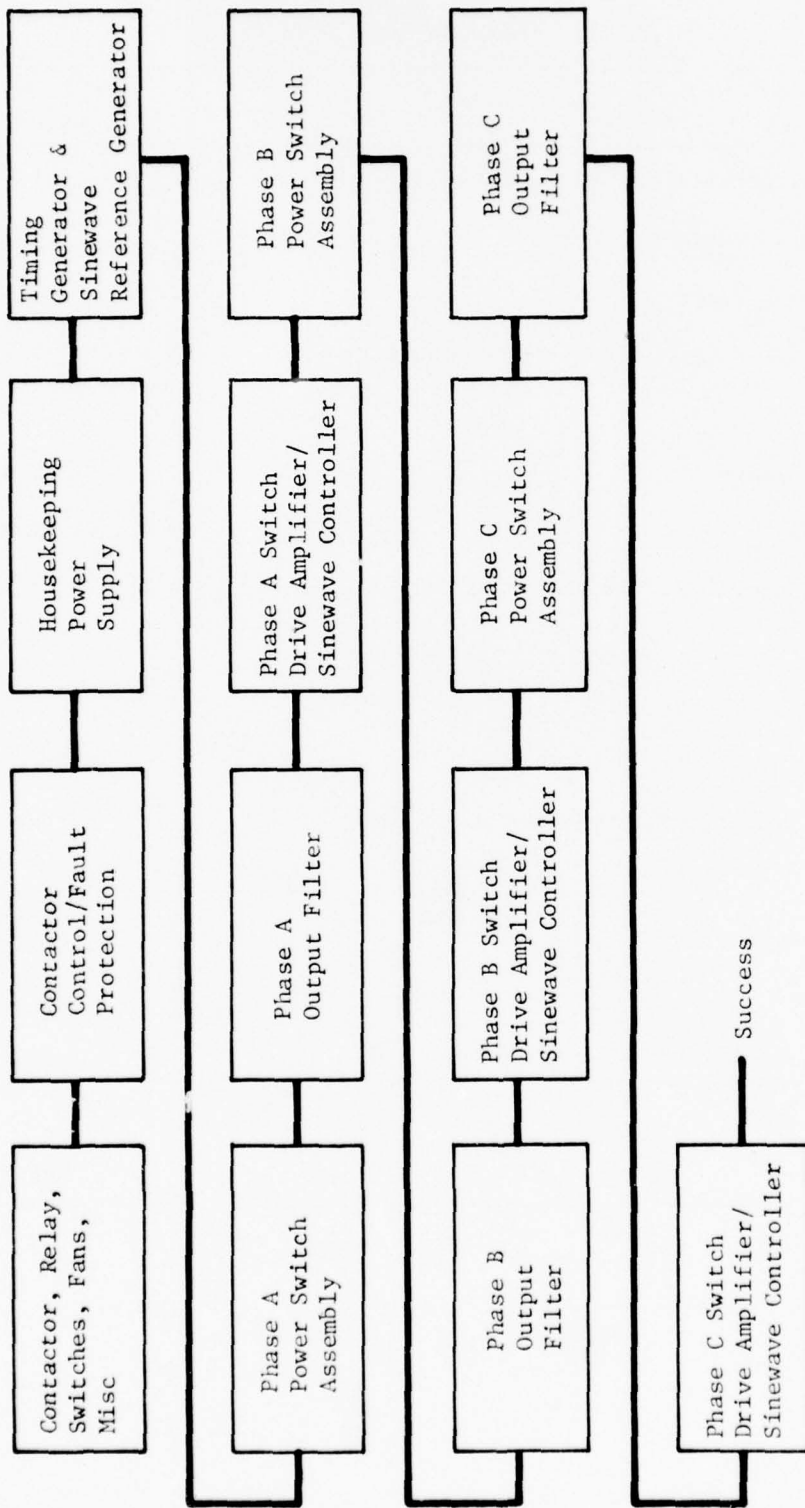 Contactor, Relay,
Switches, Fans,
Misc
Contactor
Control/Fault
Protection
Housekeeping
Power
Supply
Timing
Generator &
Sinewave
Reference Generator
Phase A
Power Switch
Assembly
Phase A
Output Filter
Phase A Switch
Drive Amplifier/
Sinewave Controller
Phase B
Power Switch
Assembly
Phase B
Output
Filter
Phase B Switch
Drive Amplifier/
Sinewave Controller
Phase C
Power Switch
Assembly
Phase C
Output
Filter
Phase C Switch
Drive Amplifier/
Sinewave Controller
Success